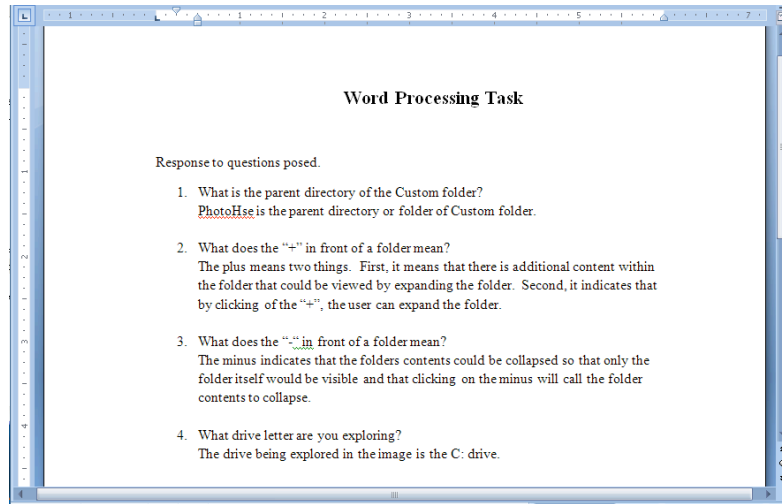 Word Processing Task
Response to questions posed.
1. What is the parent directory of the Custom folder?
PhotoHse is the parent directory or folder of Custom folder.
2. What does the “+” in front of a folder mean?
The plus means two things.  First, it means that there is additional content within
the folder that could be viewed by expanding the folder.  Second, it indicates that
by clicking of the “+”, the user can expand the folder.
3. What does the “-“ in front of a folder mean?
The minus indicates that the folders contents could be collapsed so that only the
folder itself would be visible and that clicking on the minus will call the folder
contents to collapse.
4. What drive letter are you exploring?
The drive being explored in the image is the C: drive.